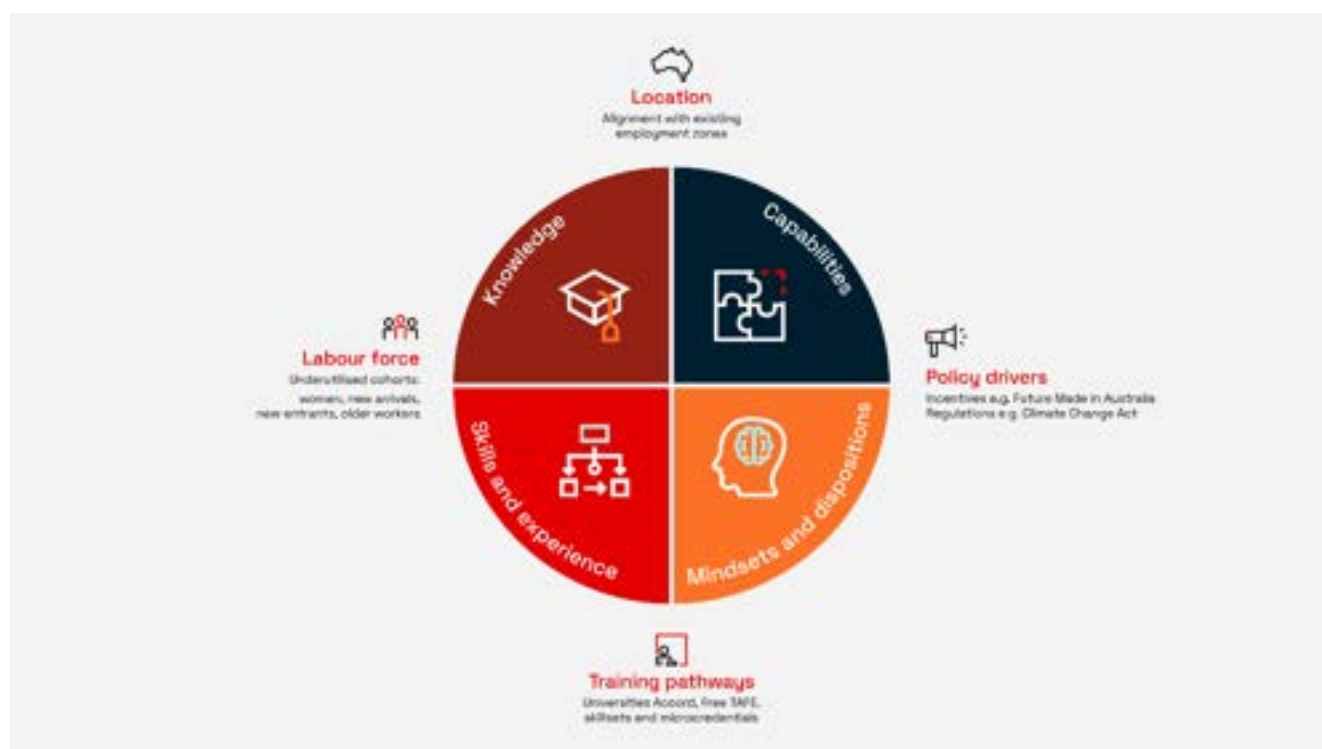 Location
Alignment with existing
employment zones
Knowledge
Capabilities
Labour force
Underutilised cohorts:
women, new arrivals,
new entrants, older workers
Policy drivers
Incentives e.g. Future Made in Australia
Regulations e.g. Climate Change Act
Skills and experience
Mindsets and dispositions
Training pathways
Universities Accord, Free TAFE,
skillsets and microcredentials